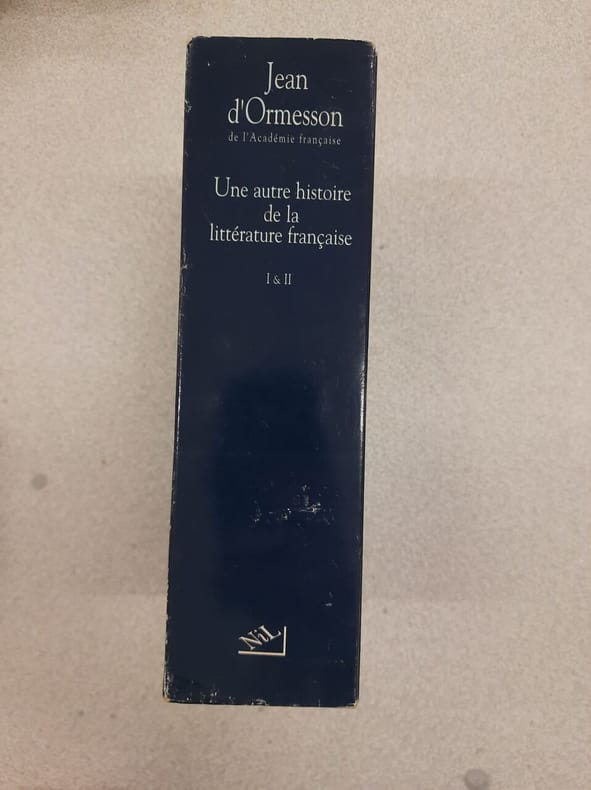 Jean
d'Ormesson
de l'Académie française
Une autre histoire
de la
littérature française
I & II
NiL